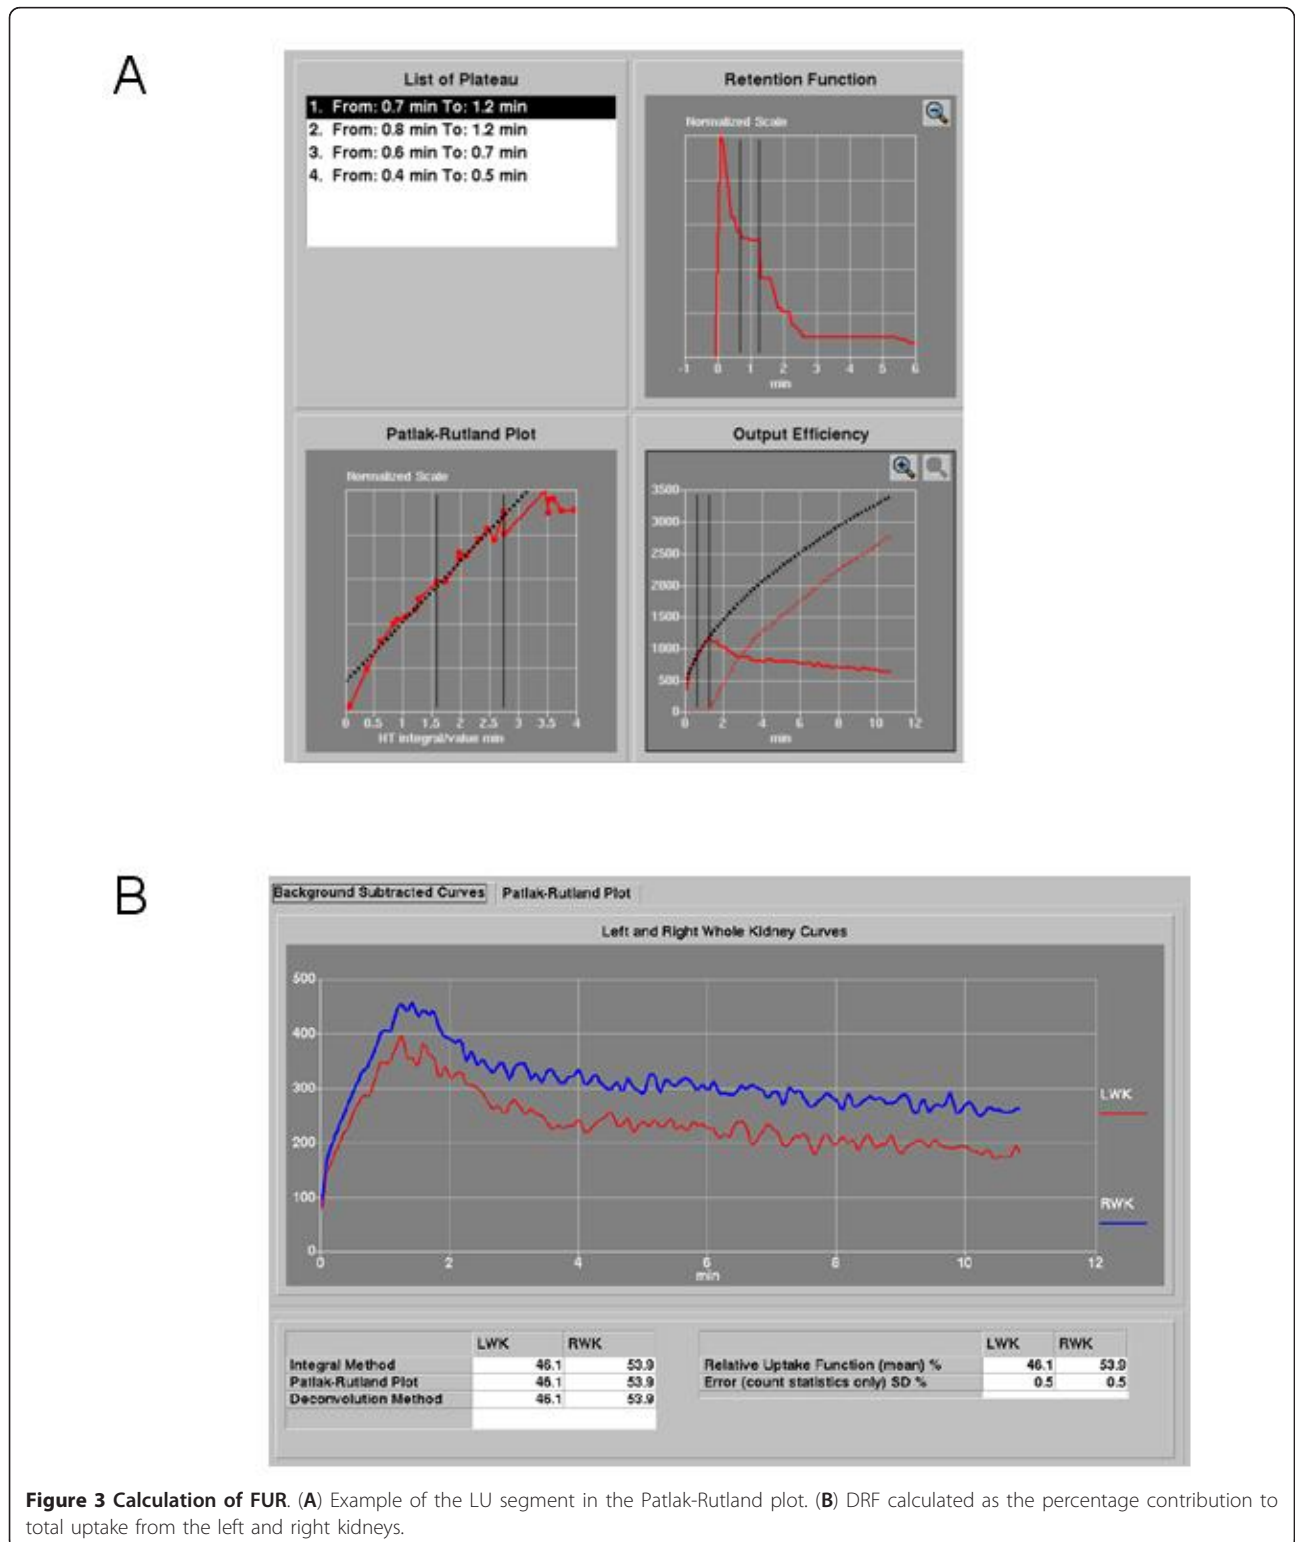 A
List of Plateau
1. From: 0.7 min To: 1.2 min
2. From: 0.8 min To: 1.2 min
3. From: 0.6 min To: 0.7 min
4. From: 0.4 min To: 0.5 min
Retention Function
Normalized Scale
-1 0 1 2 3 4 5 6
min
Patlak-Rutland Plot
Normalized Scale
0 0.5 1 1.5 2 2.5 3 3.5 4
HT integral/value min
Output Efficiency
3500
3000
2500
2000
1500
1000
500
0
0 2 4 6 8 10 12
min
B
Background Subtracted Curves Patlak-Rutland Plot
Left and Right Whole Kidney Curves
500
400
300
200
100
0
0 2 4 6 8 10 12
min
LWK
RWK
LWK RWK
Integral Method 46.1 53.9
Patlak-Rutland Plot 46.1 53.9
Deconvolution Method 46.1 53.9
LWK RWK
Relative Uptake Function (mean) % 46.1 53.9
Error (count statistics only) SD % 0.5 0.5
Figure 3 Calculation of FUR. (A) Example of the LU segment in the Patlak-Rutland plot. (B) DRF calculated as the percentage contribution to
total uptake from the left and right kidneys.